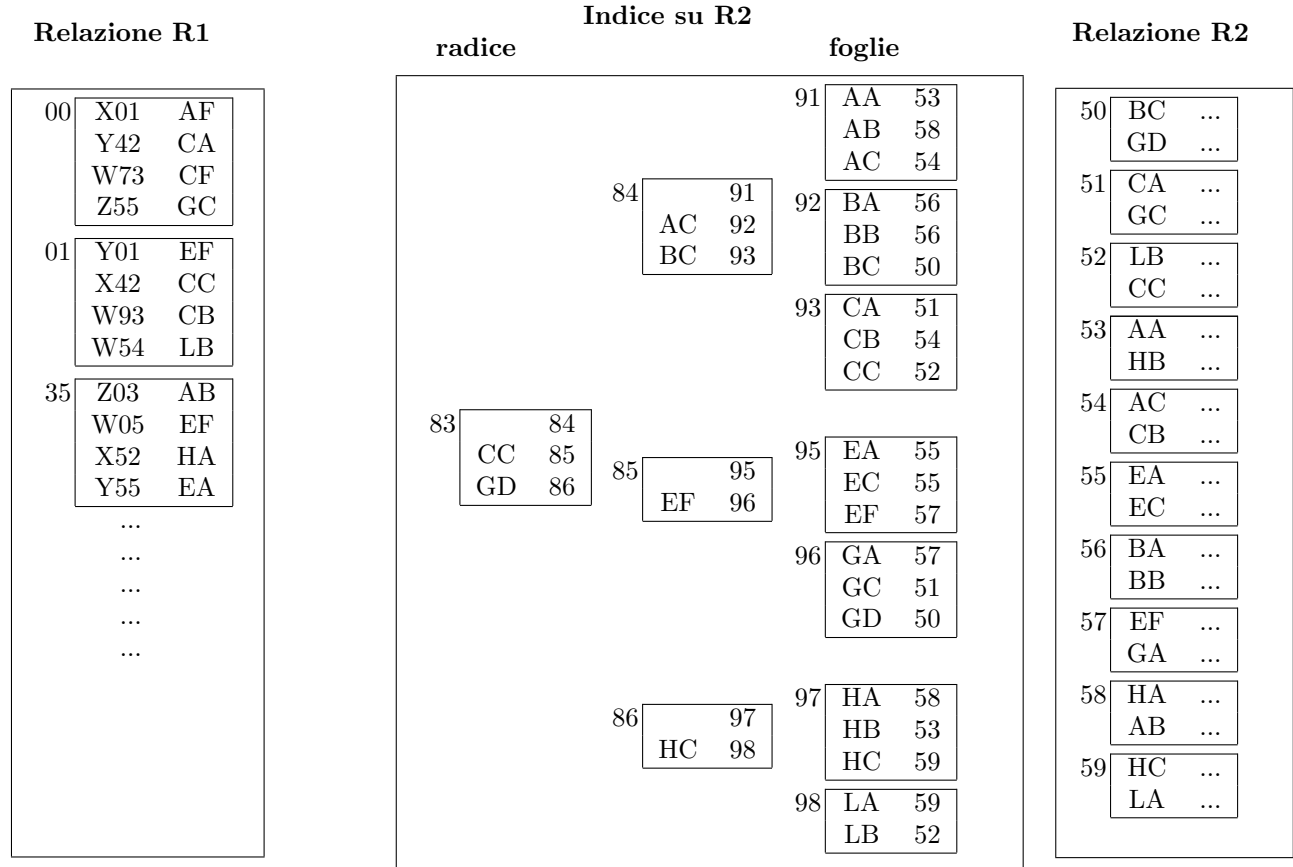 Indice su R2
Relazione R1
radice
foglie
Relazione R2
00 X01 AF
Y42 CA
W73 CF
Z55 GC
01 Y01 EF
X42 CC
W93 CB
W54 LB
35 Z03 AB
W05 EF
X52 HA
Y55 EA
...
...
...
...
...
83 84
CC 85
GD 86
84 91
AC 92
BC 93
85 95
EF 96
86 97
HC 98
91 AA 53
AB 58
AC 54
92 BA 56
BB 56
BC 50
93 CA 51
CB 54
CC 52
95 EA 55
EC 55
EF 57
96 GA 57
GC 51
GD 50
97 HA 58
HB 53
HC 59
98 LA 59
LB 52
50 BC ...
GD ...
51 CA ...
GC ...
52 LB ...
CC ...
53 AA ...
HB ...
54 AC ...
CB ...
55 EA ...
EC ...
56 BA ...
BB ...
57 EF ...
GA ...
58 HA ...
AB ...
59 HC ...
LA ...